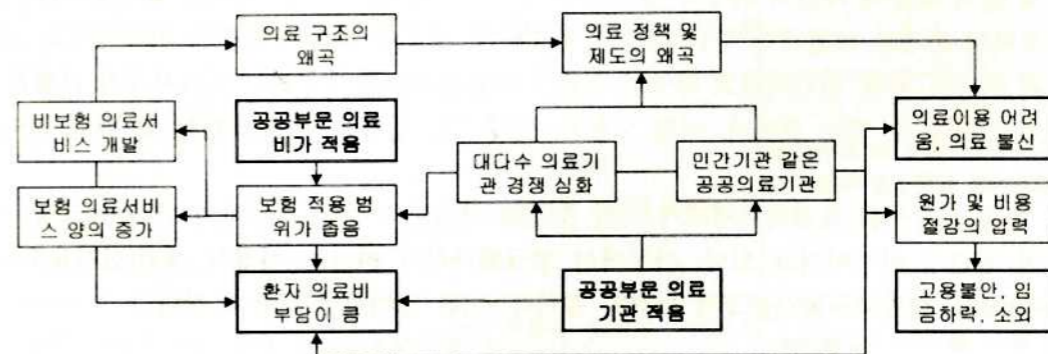 의료 구조의
왜곡
의료 정책 및
제도의 왜곡
비보험 의료서
비스 개발
공공부문 의료
비가 적음
대다수 의료기
관 경쟁 심화
민간기관 같은
공공의료기관
의료이용 어려
움, 의료 불신
보험 의료서비
스 양의 증가
보험 적용 범
위가 좁음
원가 및 비용
절감의 압력
환자 의료비
부담이 큼
공공부문 의료
기관 적음
고용불안, 임
금하락, 소외